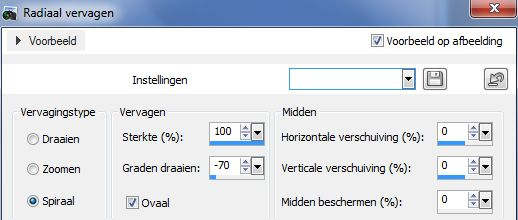 Radiaal vervagen
Voorbeeld
Voorbeeld op afbeelding
Instellingen
Vervagingstype
Draaien
Zoomen
Spiraal
Vervagen
Sterkte (%): 100
Graden draaien: -70
Ovaal
Midden
Horizontale verschuiving (%): 0
Verticale verschuiving (%): 0
Midden beschermen (%): 0